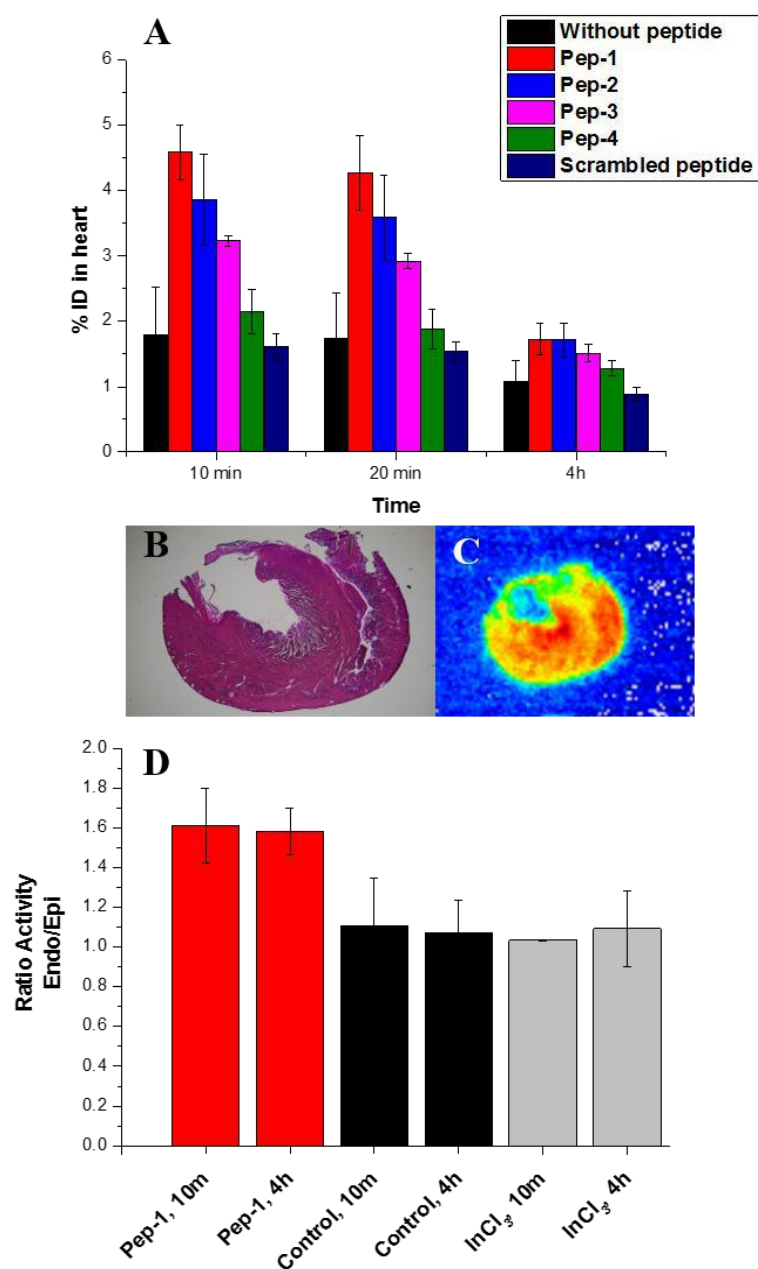 A
Without peptide
Pep-1
Pep-2
Pep-3
Pep-4
Scrambled peptide
6
5
4
3
2
1
0
% ID in heart
10 min
20 min
4h
Time
B
C
D
2.0
1.8
1.6
1.4
1.2
1.0
0.8
0.6
0.4
0.2
0.0
Ratio Activity
Endo/Epi
Pep-1, 10m
Pep-1, 4h
Control, 10m
Control, 4h
InCl₃, 10m
InCl₃, 4h